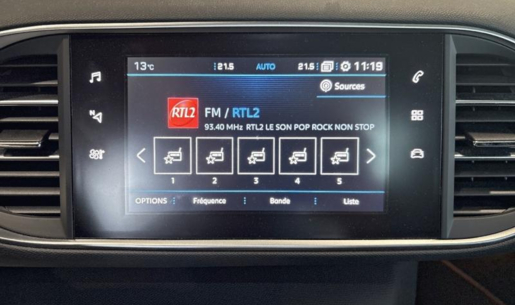 13°C 21.5 AUTO 21.5 11:19
Sources
RTL2 FM / RTL2
93.40 MHz RTL2 LE SON POP ROCK NON STOP
1 2 3 4 5
OPTIONS Fréquence Bande Liste